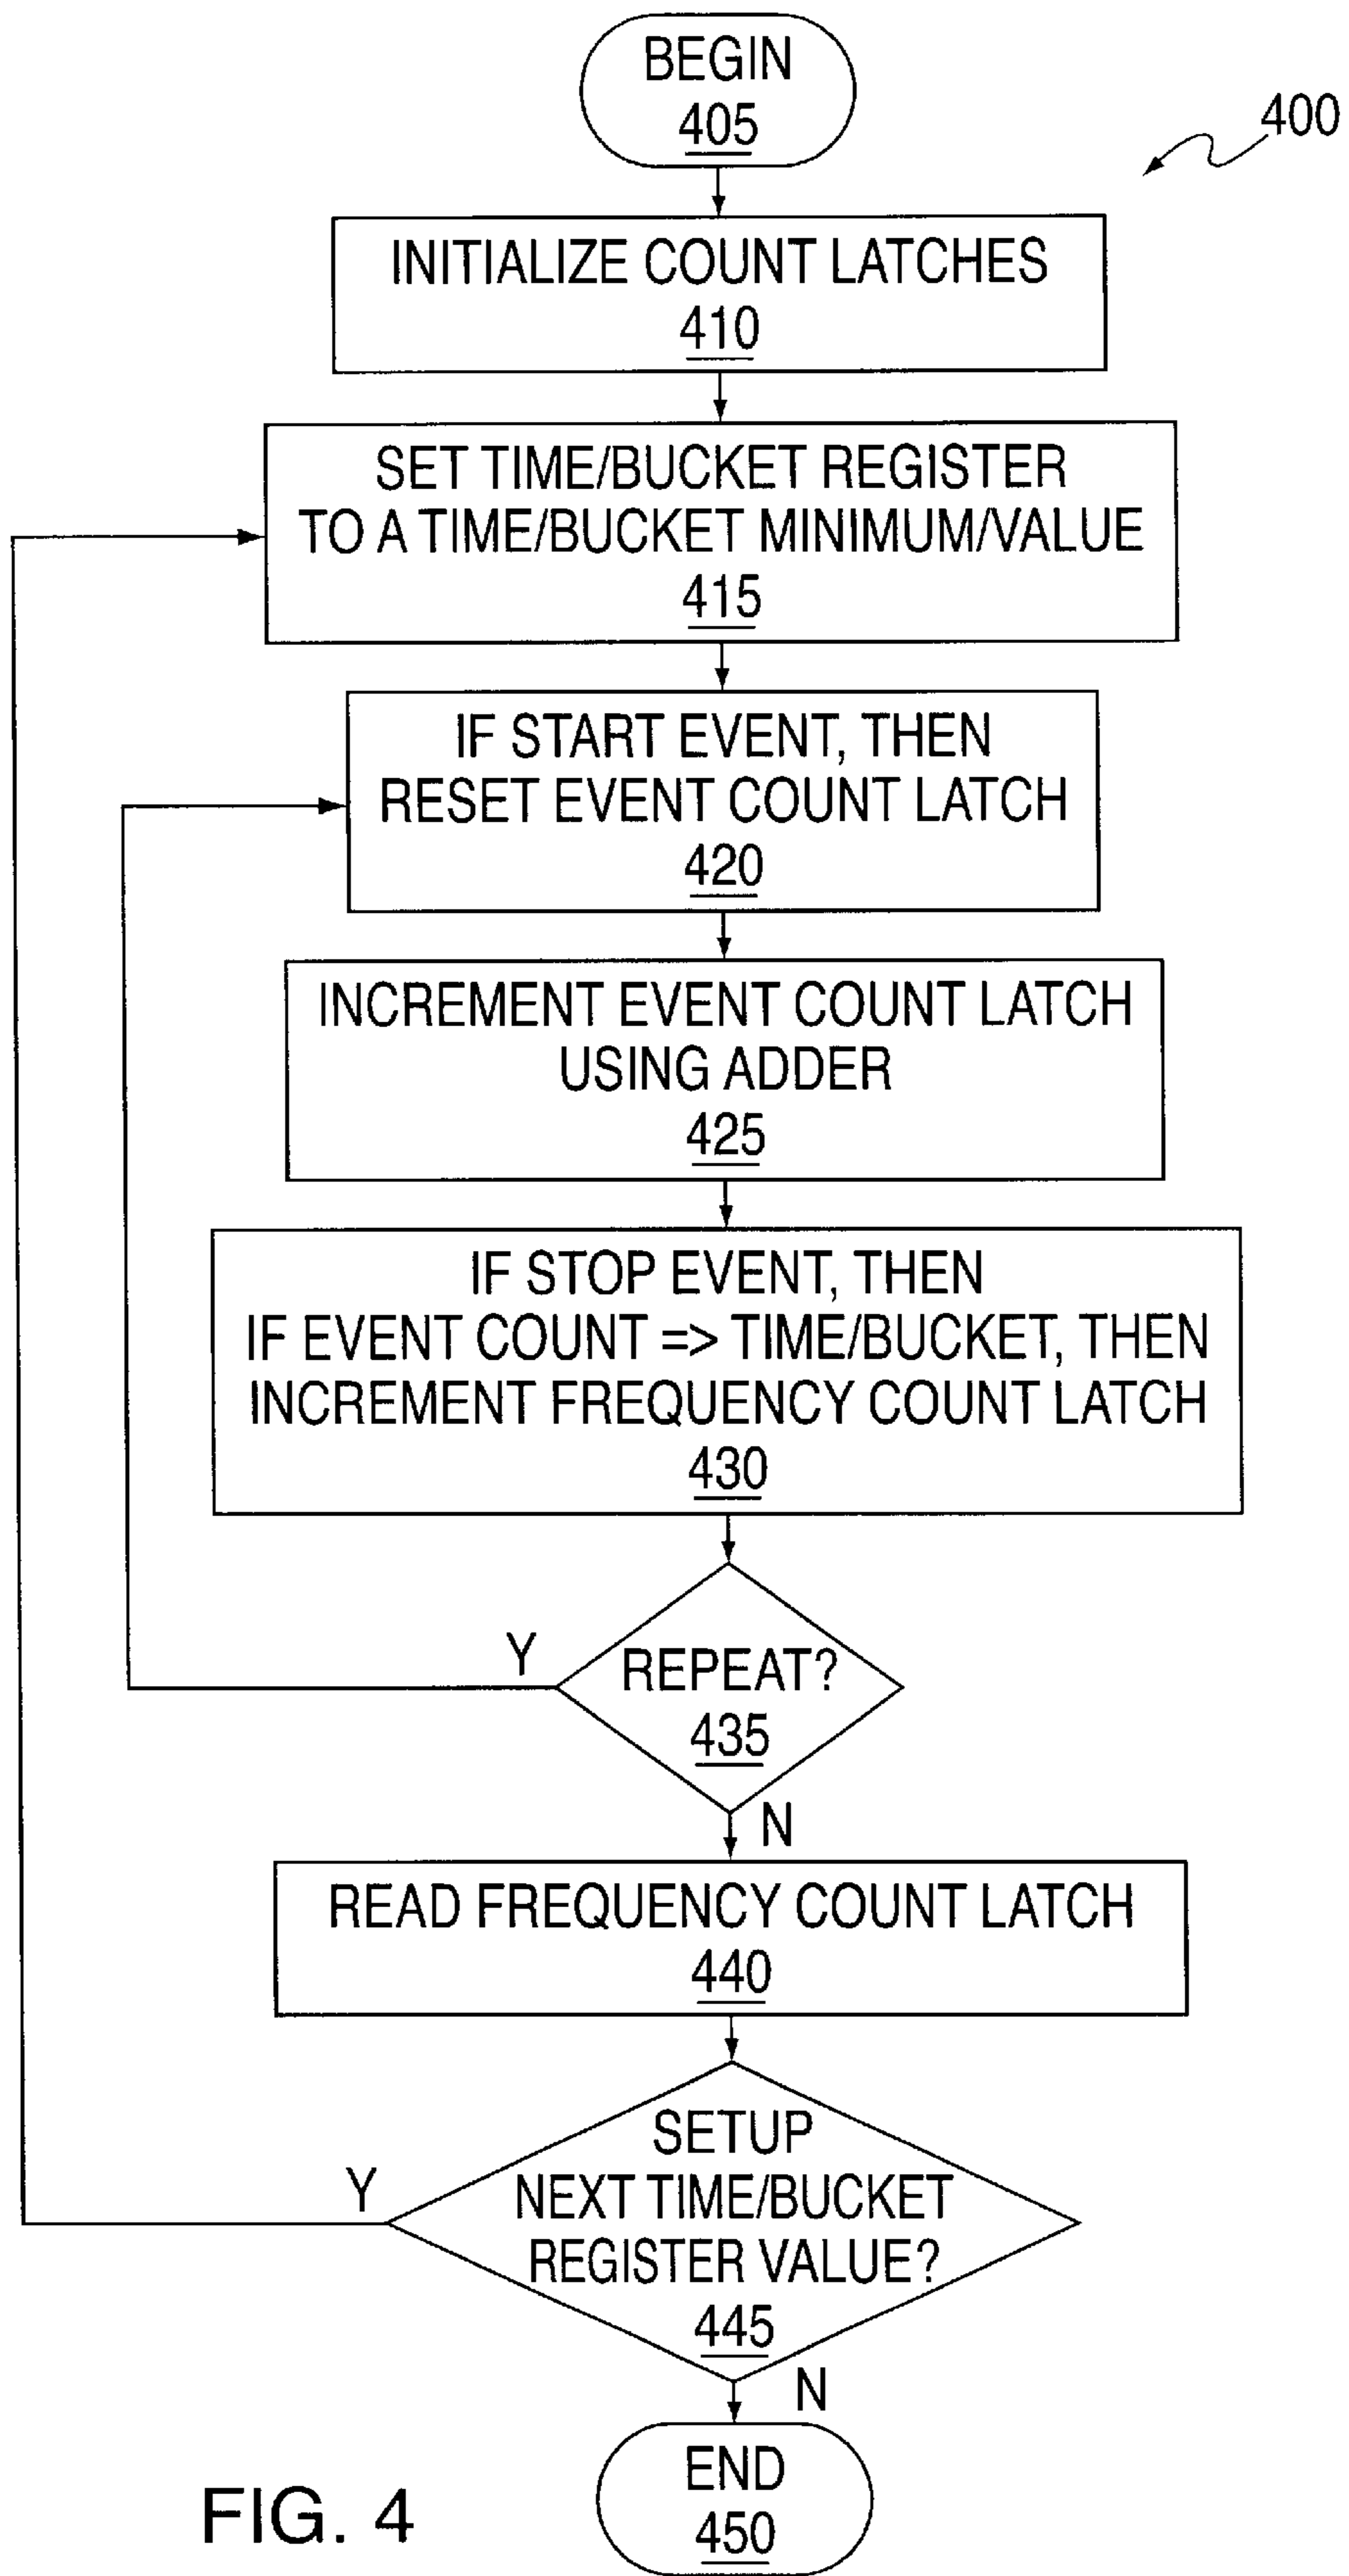 BEGIN
405
400
INITIALIZE COUNT LATCHES
410
SET TIME/BUCKET REGISTER
TO A TIME/BUCKET MINIMUM/VALUE
415
IF START EVENT, THEN
RESET EVENT COUNT LATCH
420
INCREMENT EVENT COUNT LATCH
USING ADDER
425
IF STOP EVENT, THEN
IF EVENT COUNT => TIME/BUCKET, THEN
INCREMENT FREQUENCY COUNT LATCH
430
Y
REPEAT?
435
N
READ FREQUENCY COUNT LATCH
440
Y
SETUP
NEXT TIME/BUCKET
REGISTER VALUE?
445
N
END
450
FIG. 4